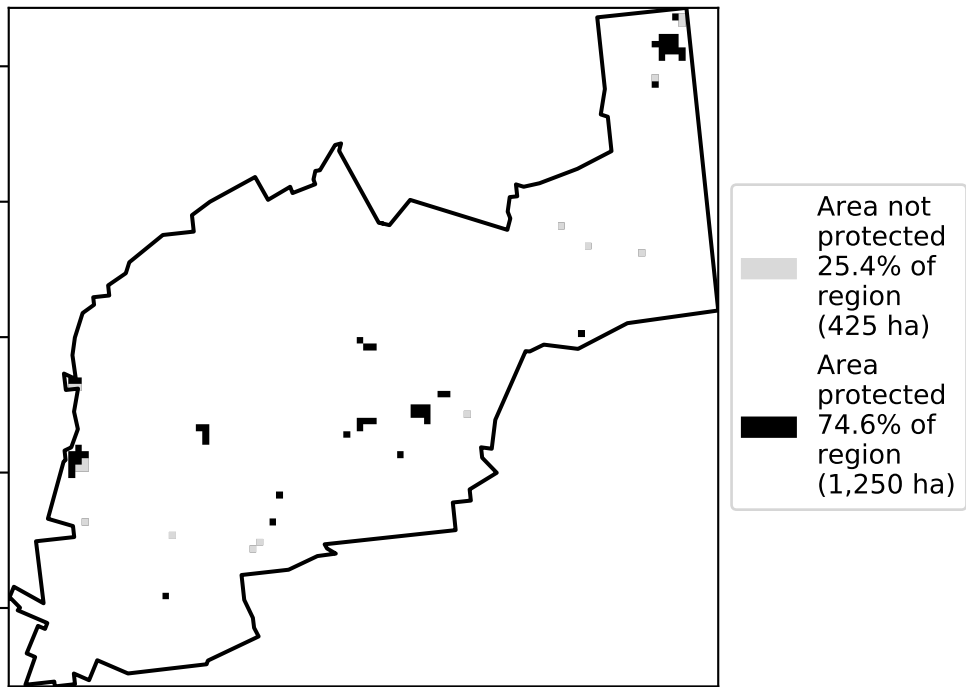 Area not
protected
25.4% of
region
(425 ha)
Area
protected
74.6% of
region
(1,250 ha)